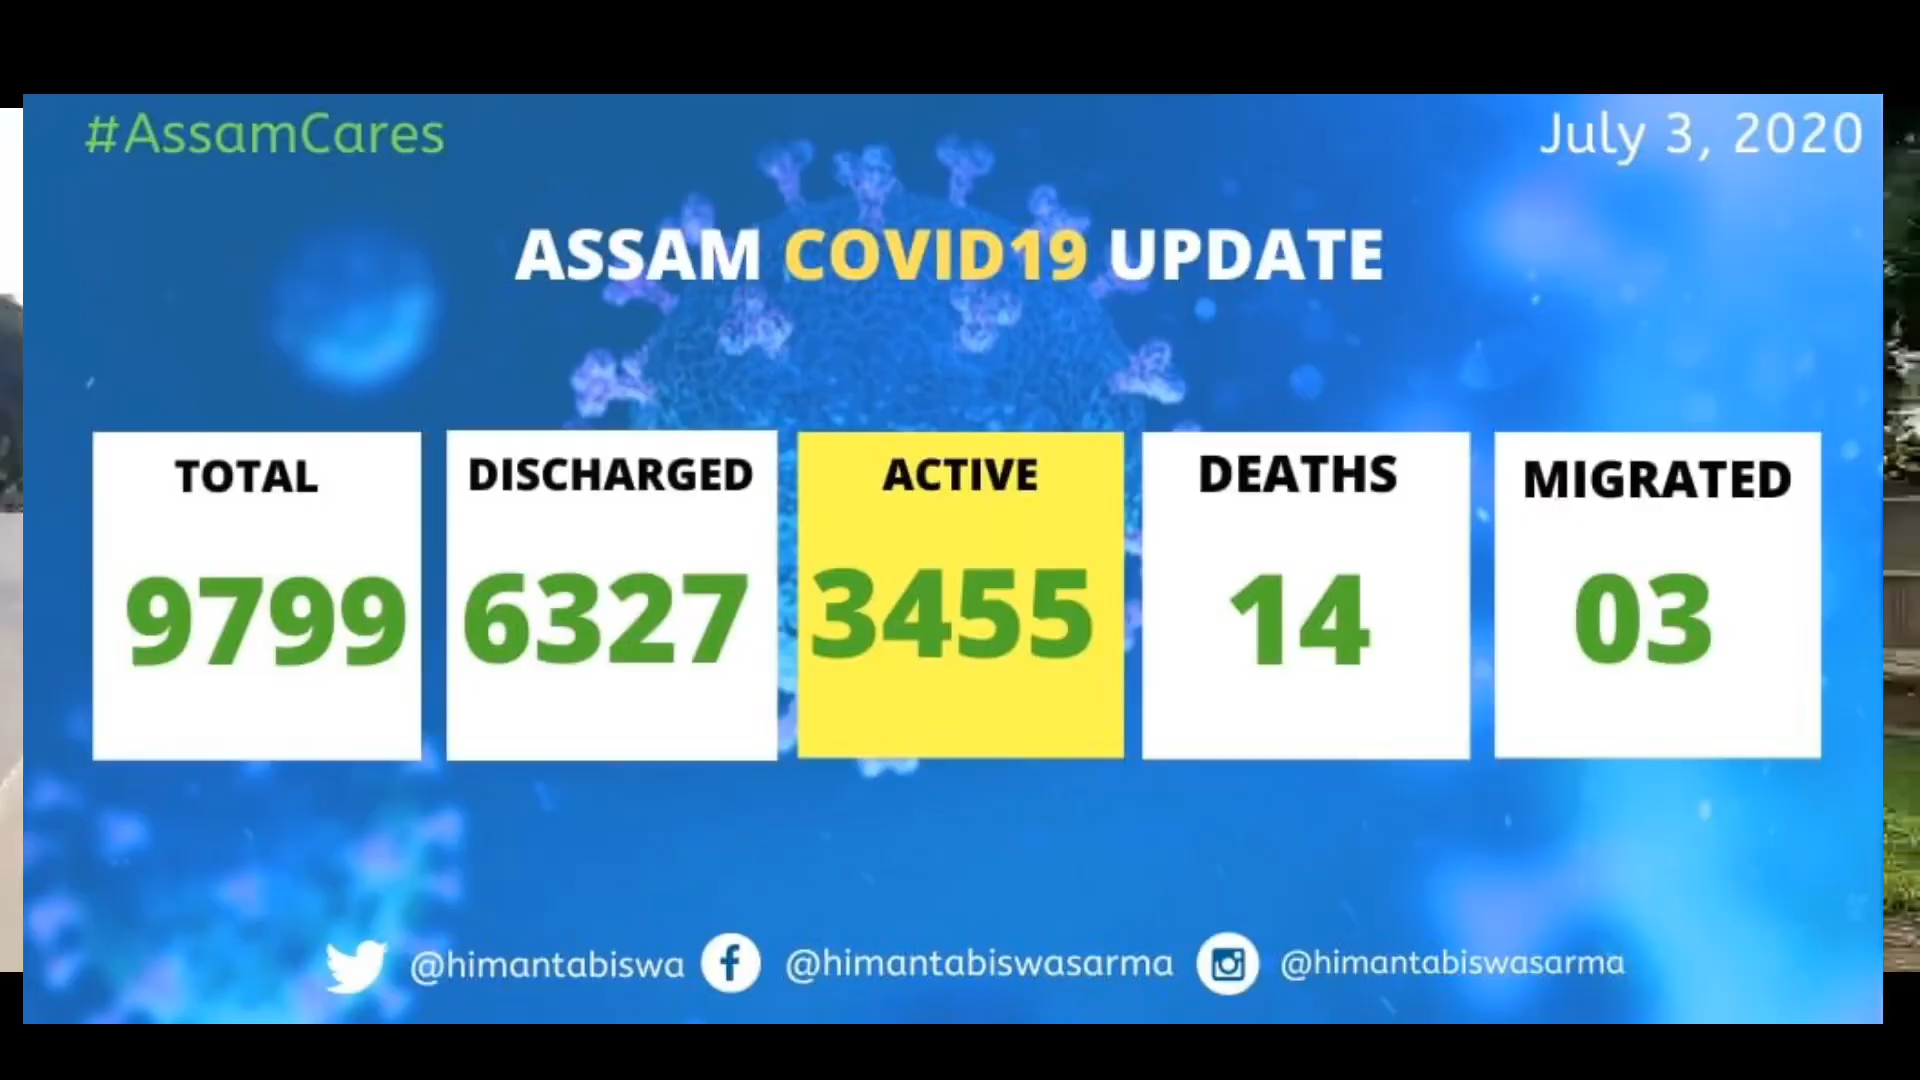 #AssamCares
July 3, 2020
ASSAM COVID19 UPDATE
TOTAL
9799
DISCHARGED
6327
ACTIVE
3455
DEATHS
14
MIGRATED
03
@himantabiswa
@himantabiswasarma
@himantabiswasarma